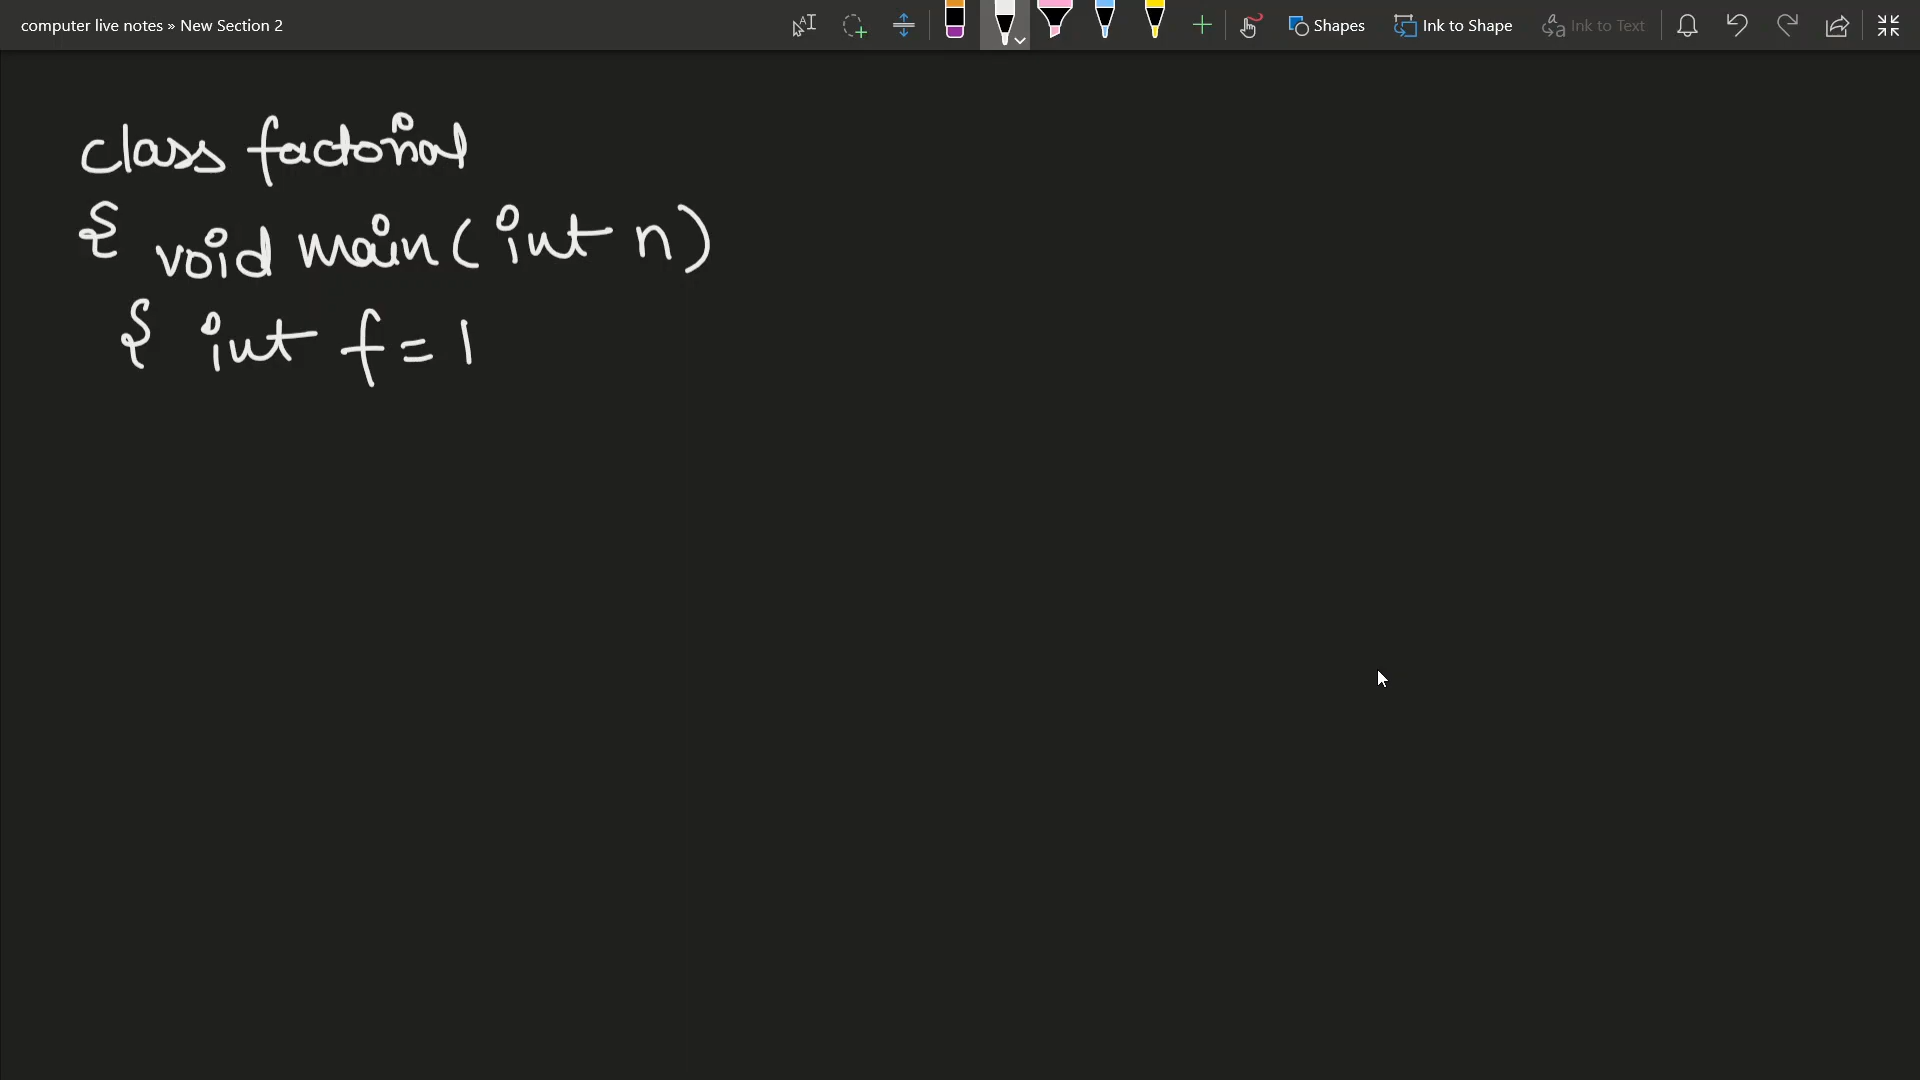 computer live notes » New Section 2
Shapes
Ink to Shape
Ink to Text
class factorial
{ void main(int n)
{ int f=1